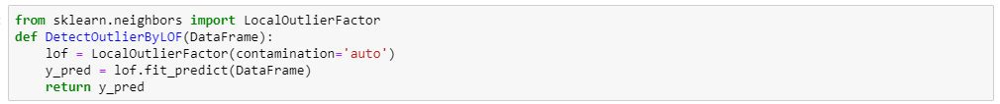 from sklearn.neighbors import LocalOutlierFactor
def DetectOutlierByLOF(DataFrame):
    lof = LocalOutlierFactor(contamination='auto')
    y_pred = lof.fit_predict(DataFrame)
    return y_pred